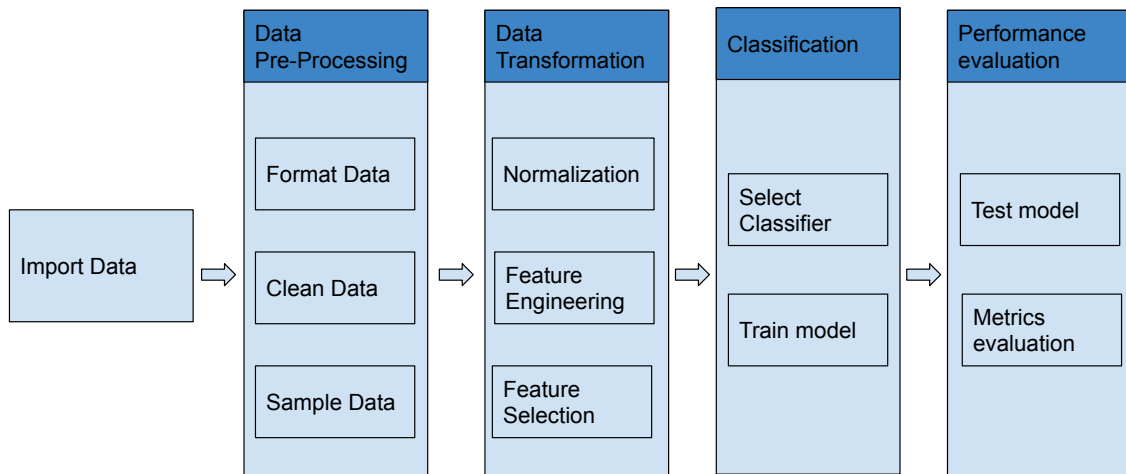 Import Data
Data
Pre-Processing
Format Data
Clean Data
Sample Data
Data
Transformation
Normalization
Feature
Engineering
Feature
Selection
Classification
Select
Classifier
Train model
Performance
evaluation
Test model
Metrics
evaluation